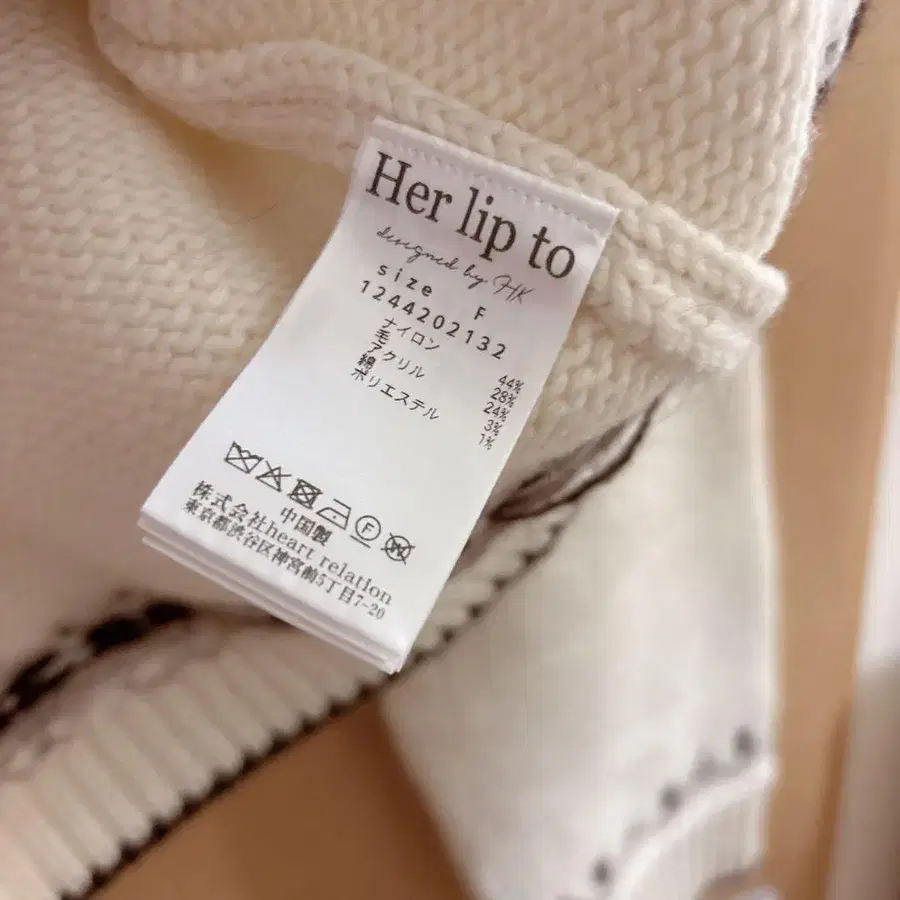 Her lip to
designed by HK
size F
1244202132
ナイロン 44%
毛 28%
アクリル 24%
綿 3%
ポリエステル 1%
F
W
中国製
株式会社heart relation
東京都渋谷区神宮前5丁目7-20